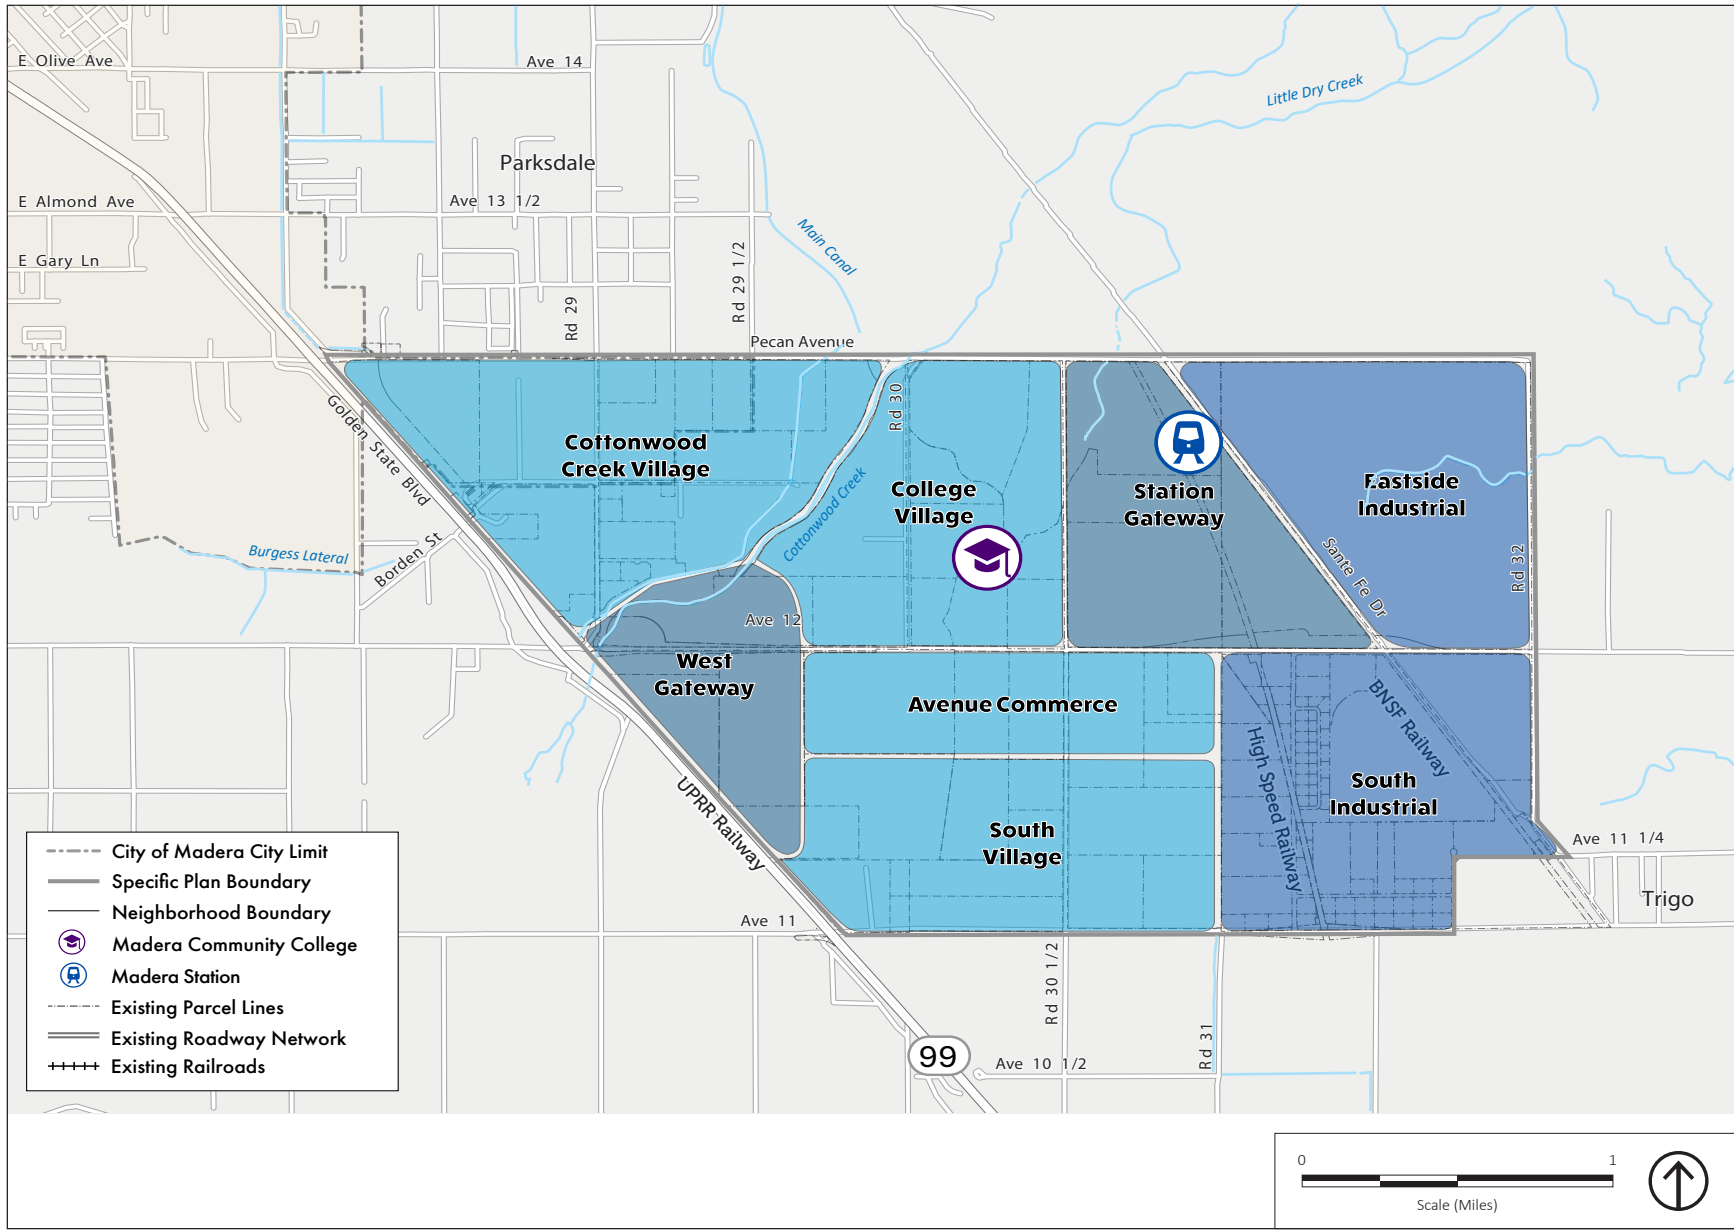 E Olive Ave
Ave 14
Little Dry Creek
Parksdale
E Almond Ave
Ave 13 1/2
Main Canal
E Gary Ln
Rd 29
Rd 29 1/2
Pecan Avenue
Golden State Blvd
Rd 30
Cottonwood
Creek Village
Cottonwood Creek
College
Village
Station
Gateway
Eastside
Industrial
Sante Fe Dr
Rd 32
Burgess Lateral
Borden St
Ave 12
West
Gateway
Avenue Commerce
BNSF Railway
High Speed Railway
South
Industrial
UPRR Railway
South
Village
Ave 11 1/4
Trigo
Ave 11
Rd 30 1/2
Rd 31
99
Ave 10 1/2
City of Madera City Limit
Specific Plan Boundary
Neighborhood Boundary
Madera Community College
Madera Station
Existing Parcel Lines
Existing Roadway Network
Existing Railroads
0 1
Scale (Miles)